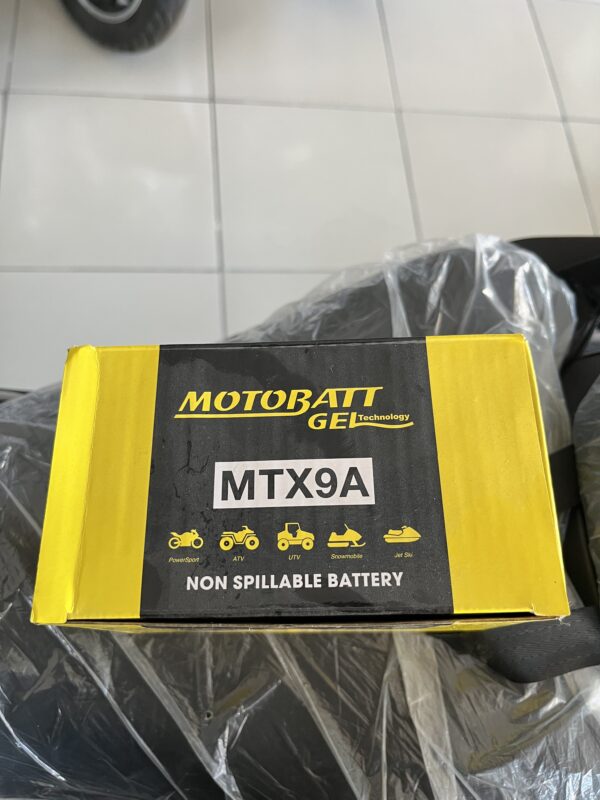 MOTOBATT
GEL Technology
MTX9A
PowerSport ATV UTV Snowmobile Jet Ski
NON SPILLABLE BATTERY